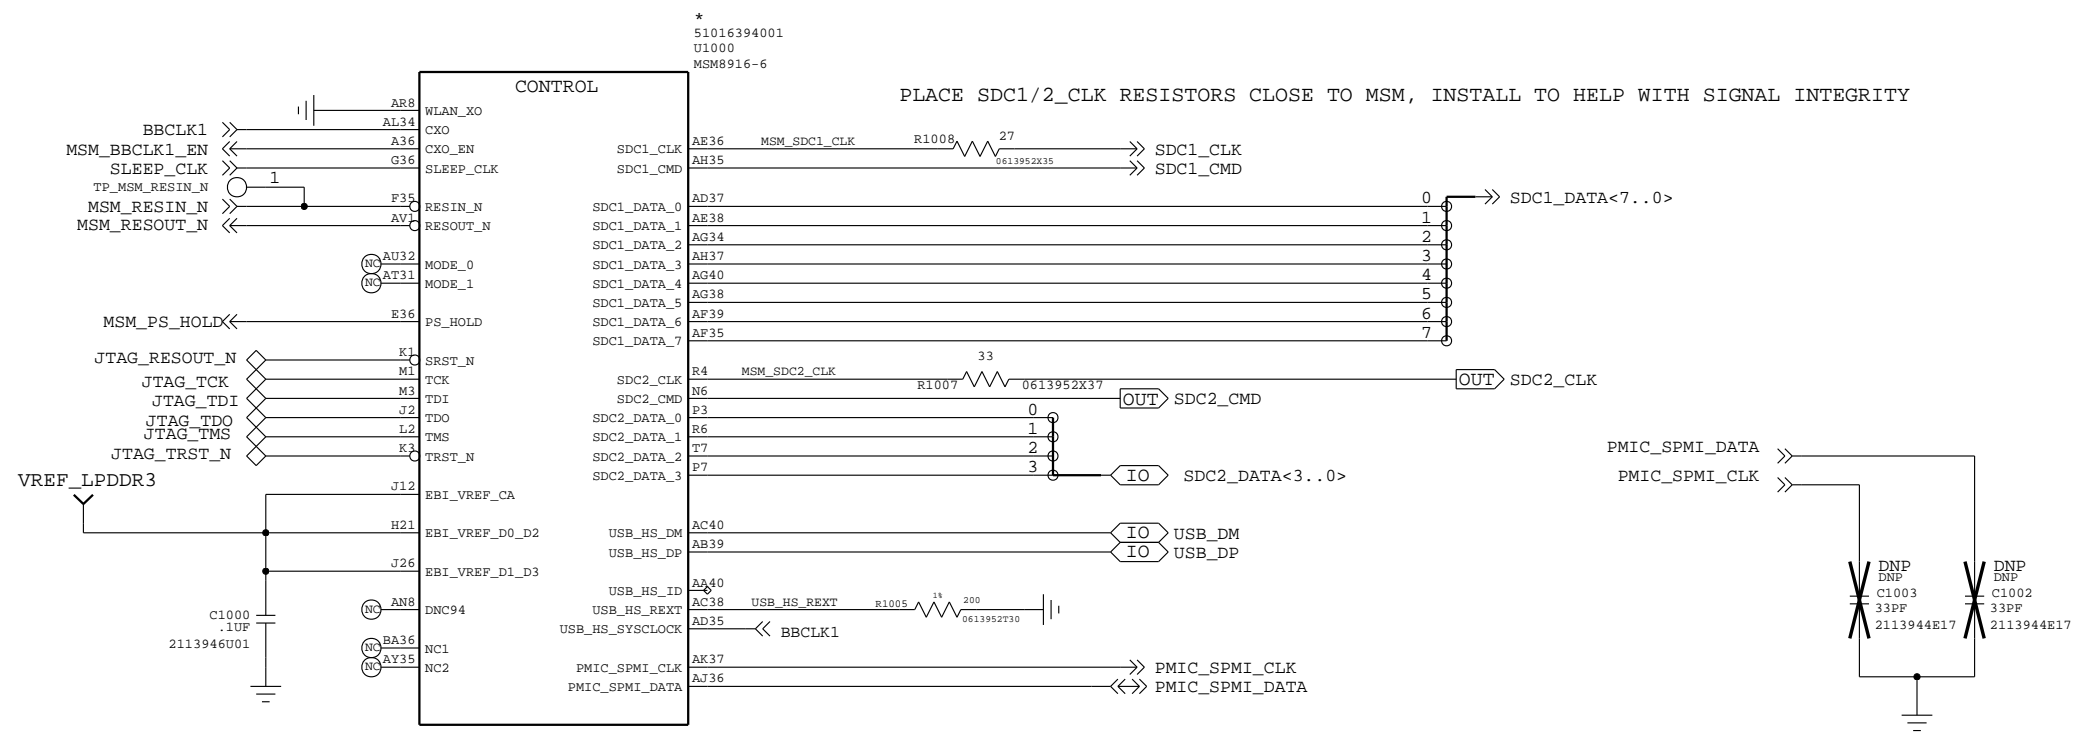 *
51016394001
U1000
MSM8916-6
CONTROL
PLACE SDC1/2_CLK RESISTORS CLOSE TO MSM, INSTALL TO HELP WITH SIGNAL INTEGRITY
AR8 WLAN_XO
BBCLK1 AL34 CXO
MSM_BBCLK1_EN A36 CXO_EN
SLEEP_CLK G36 SLEEP_CLK
TP_MSM_RESIN_N 1
MSM_RESIN_N F35 RESIN_N
MSM_RESOUT_N AV1 RESOUT_N
NC AU32 MODE_0
NC AT31 MODE_1
MSM_PS_HOLD E36 PS_HOLD
JTAG_RESOUT_N K1 SRST_N
JTAG_TCK M1 TCK
JTAG_TDI M3 TDI
JTAG_TDO J2 TDO
JTAG_TMS L2 TMS
JTAG_TRST_N K3 TRST_N
VREF_LPDDR3
J12 EBI_VREF_CA
H21 EBI_VREF_D0_D2
J26 EBI_VREF_D1_D3
C1000
.1UF
2113946U01
NC AN8 DNC94
NC BA36 NC1
NC AY35 NC2
SDC1_CLK AE36 MSM_SDC1_CLK R1008 27 0613952X35 SDC1_CLK
SDC1_CMD AH35 SDC1_CMD
SDC1_DATA_0 AD37 0 SDC1_DATA<7..0>
SDC1_DATA_1 AE38 1
SDC1_DATA_2 AG34 2
SDC1_DATA_3 AH37 3
SDC1_DATA_4 AG40 4
SDC1_DATA_5 AG38 5
SDC1_DATA_6 AF39 6
SDC1_DATA_7 AF35 7
SDC2_CLK R4 MSM_SDC2_CLK R1007 33 0613952X37 OUT SDC2_CLK
SDC2_CMD N6 OUT SDC2_CMD
SDC2_DATA_0 P3 0
SDC2_DATA_1 R6 1
SDC2_DATA_2 T7 2
SDC2_DATA_3 P7 3 IO SDC2_DATA<3..0>
USB_HS_DM AC40 IO USB_DM
USB_HS_DP AB39 IO USB_DP
USB_HS_ID AA40
USB_HS_REXT AC38 USB_HS_REXT R1005 1% 200 0613952T30
USB_HS_SYSCLOCK AD35 BBCLK1
PMIC_SPMI_CLK AK37 PMIC_SPMI_CLK
PMIC_SPMI_DATA AJ36 PMIC_SPMI_DATA
PMIC_SPMI_DATA
PMIC_SPMI_CLK
DNP
DNP
C1003
33PF
2113944E17
DNP
DNP
C1002
33PF
2113944E17